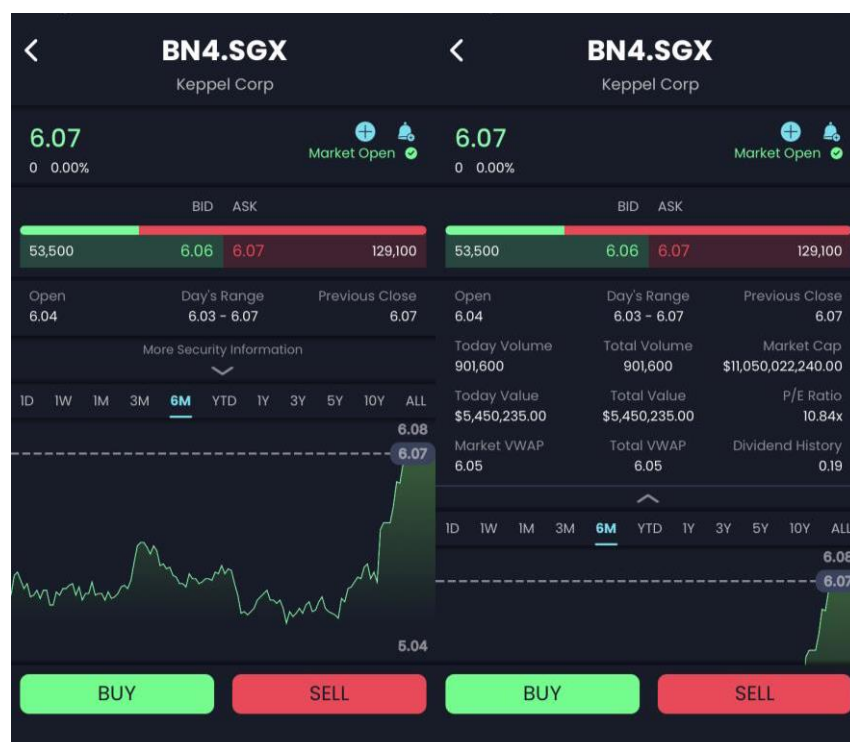 BN4.SGX
Keppel Corp
6.07
0 0.00%
Market Open
BID ASK
53,500 6.06 6.07 129,100
Open Day's Range Previous Close
6.04 6.03 - 6.07 6.07
More Security Information
1D 1W 1M 3M 6M YTD 1Y 3Y 5Y 10Y ALL
6.08
6.07
5.04
BUY SELL
BN4.SGX
Keppel Corp
6.07
0 0.00%
Market Open
BID ASK
53,500 6.06 6.07 129,100
Open Day's Range Previous Close
6.04 6.03 - 6.07 6.07
Today Volume Total Volume Market Cap
901,600 901,600 $11,050,022,240.00
Today Value Total Value P/E Ratio
$5,450,235.00 $5,450,235.00 10.84x
Market VWAP Total VWAP Dividend History
6.05 6.05 0.19
1D 1W 1M 3M 6M YTD 1Y 3Y 5Y 10Y ALL
6.08
6.07
BUY SELL